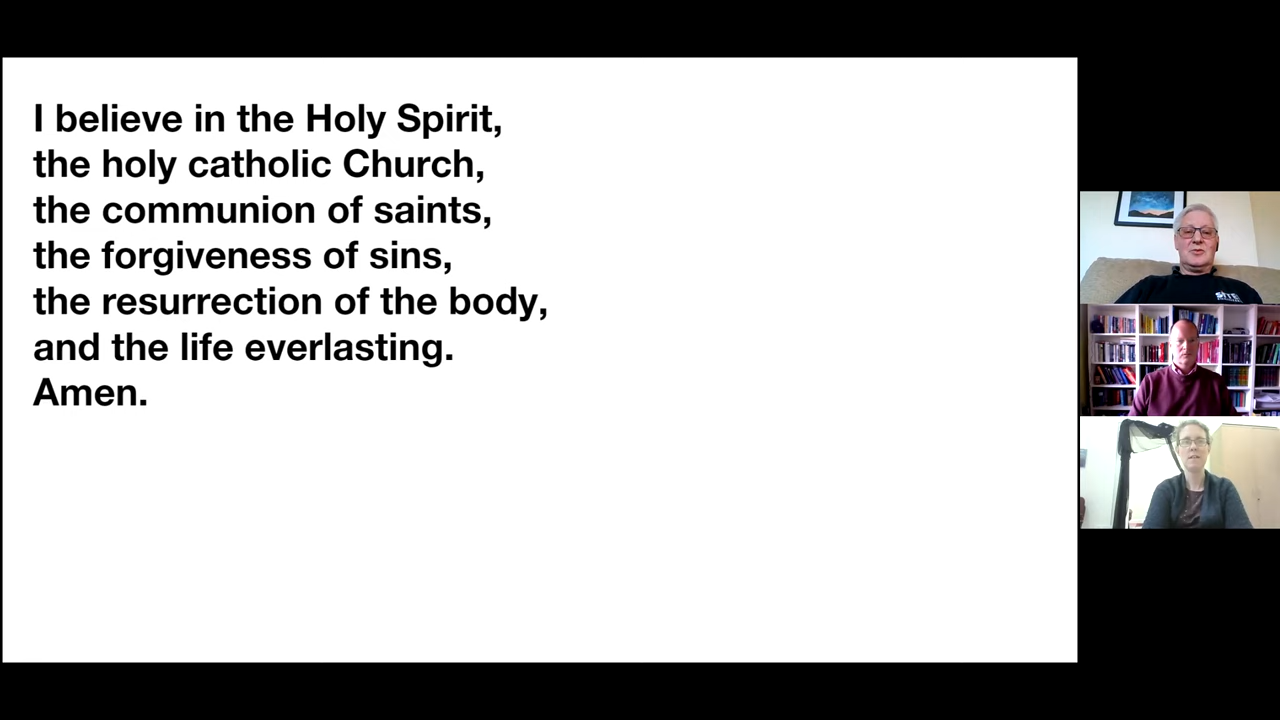 I believe in the Holy Spirit,
the holy catholic Church,
the communion of saints,
the forgiveness of sins,
the resurrection of the body,
and the life everlasting.
Amen.
SITE